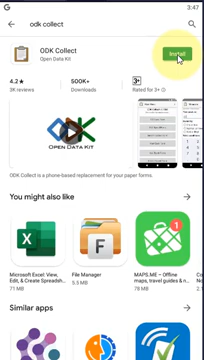 3:47
odk collect
ODK Collect
Open Data Kit
Install
4.2★
3K reviews
500K+
Downloads
3+
Rated for 3+
OPEN DATA KIT
ODK Collect is a phone-based replacement for your paper forms.
You might also like
Microsoft Excel: View, Edit, & Create Spreadsh...
71 MB
File Manager
5.5 MB
MAPS.ME – Offline maps, travel guides & n...
78 MB
Similar apps